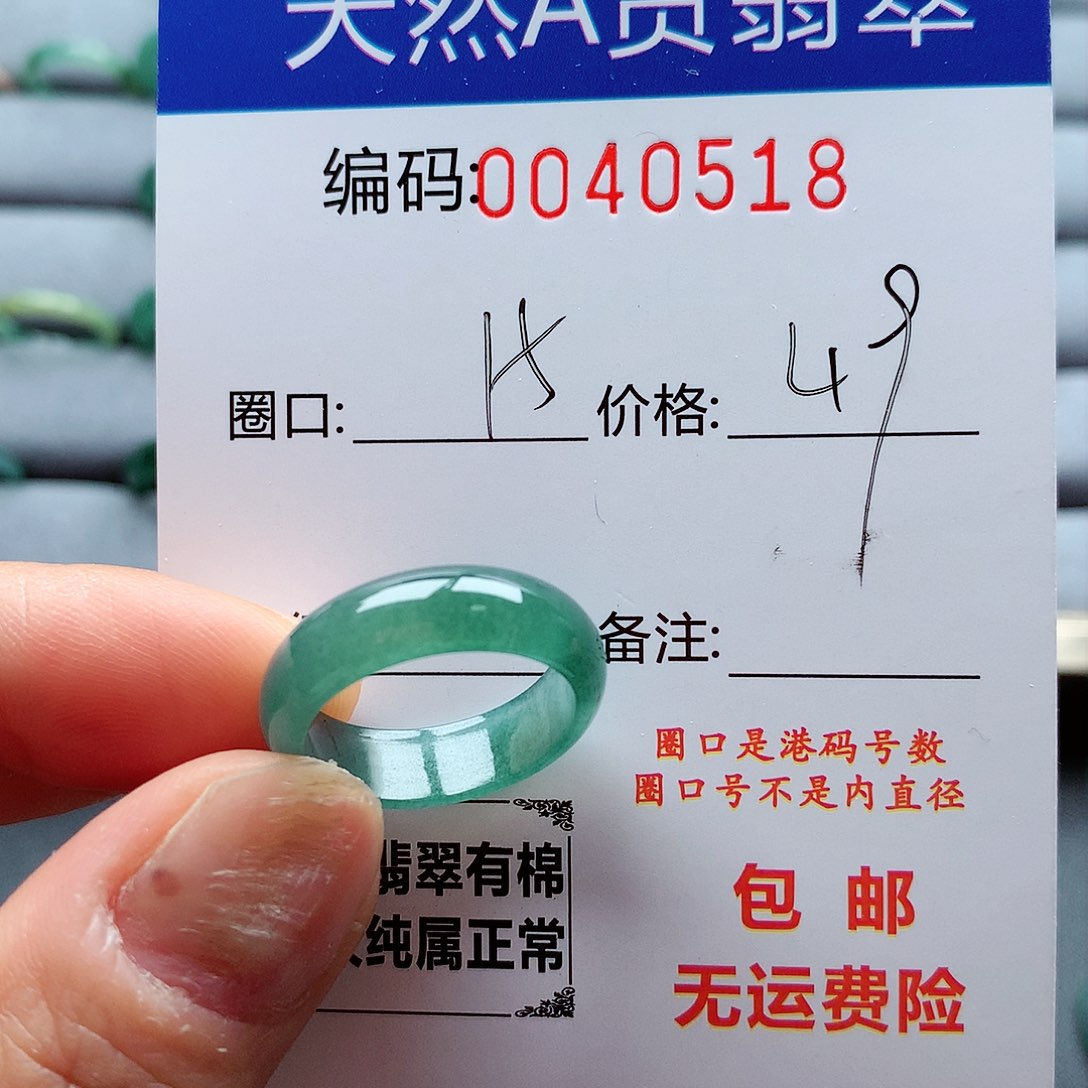 天然A货翡翠
编码:0040518
圈口: 15 价格: 49
备注:
圈口是港码号数
圈口号不是内直径
翡翠有棉
纯属正常
包邮
无运费险